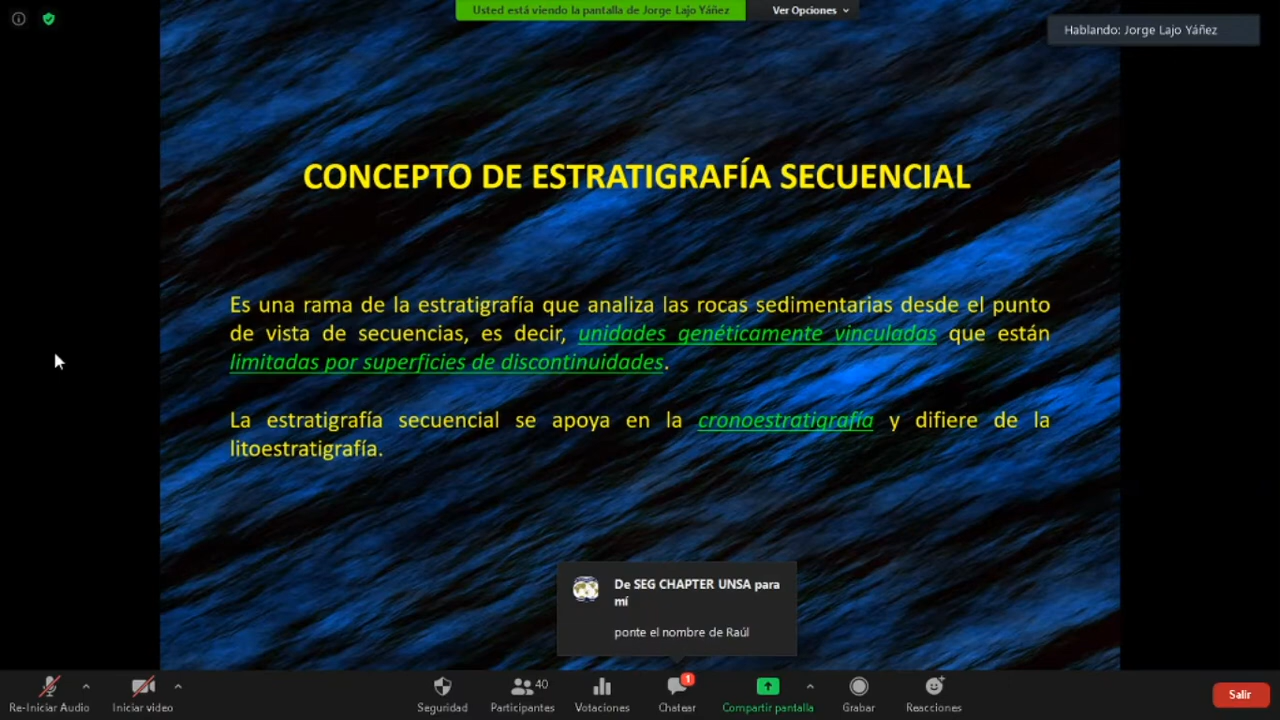 Usted está viendo la pantalla de Jorge Lajo Yáñez
Ver Opciones
Hablando: Jorge Lajo Yáñez
CONCEPTO DE ESTRATIGRAFÍA SECUENCIAL
Es una rama de la estratigrafía que analiza las rocas sedimentarias desde el punto
de vista de secuencias, es decir, unidades genéticamente vinculadas que están
limitadas por superficies de discontinuidades.
La estratigrafía secuencial se apoya en la cronoestratigrafía y difiere de la
litoestratigrafía.
De SEG CHAPTER UNSA para
mí
ponte el nombre de Raúl
Re-Iniciar Audio
Iniciar video
Seguridad
40
Participantes
Votaciones
1
Chatear
Compartir pantalla
Grabar
Reacciones
Salir